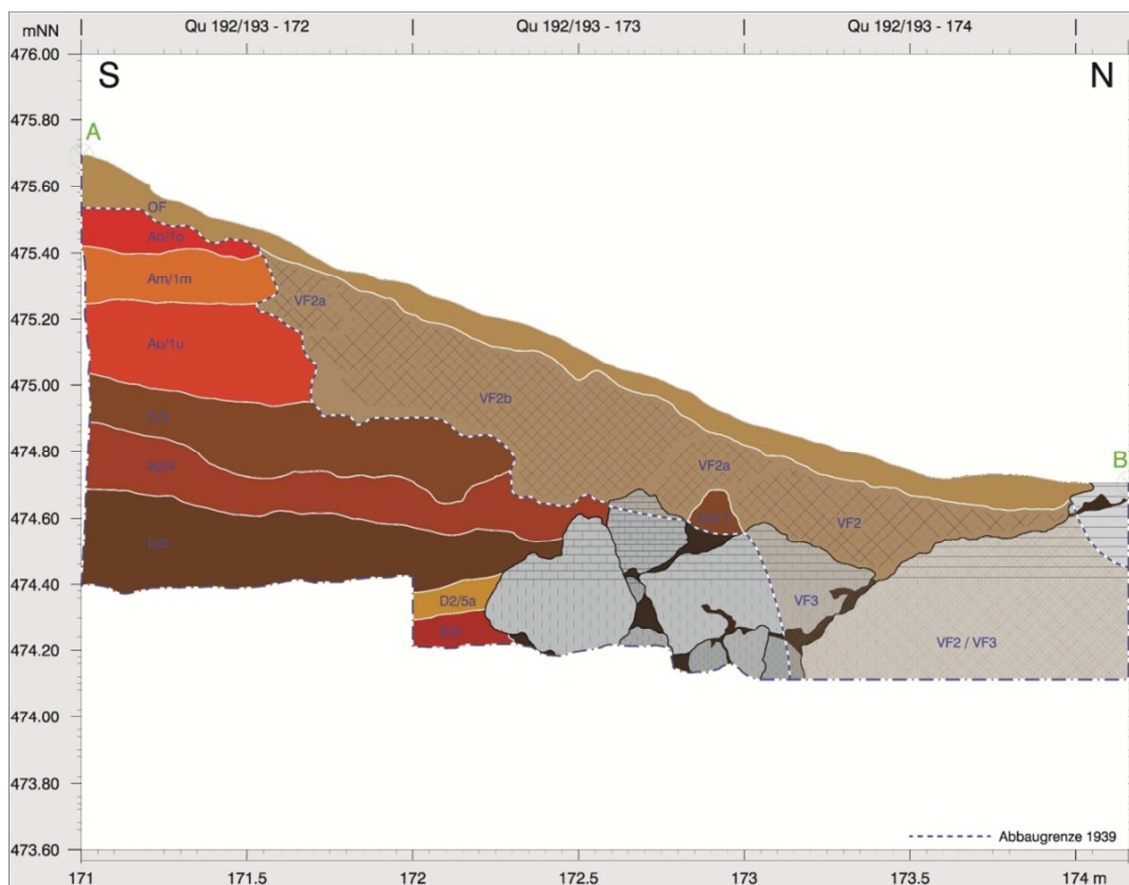 mNN
Qu 192/193 - 172
Qu 192/193 - 173
Qu 192/193 - 174
476.00
S
N
475.80
A
475.60
OF
Ao/1o
475.40
Am/1m
VF2a
475.20
Au/1u
475.00
VF2b
474.80
VF2a
B
474.60
VF2
474.40
D2/5a
VF3
474.20
VF2 / VF3
474.00
473.80
Abbaugrenze 1939
473.60
171
171.5
172
172.5
173
173.5
174 m